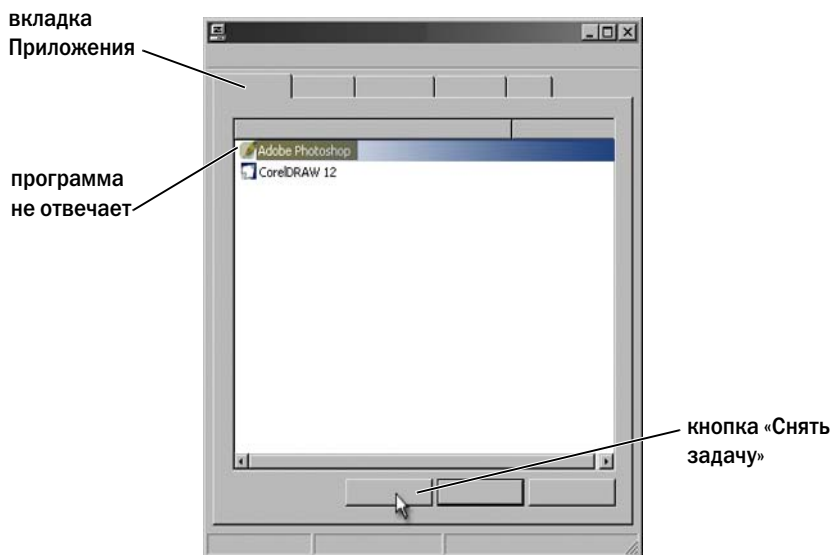 вкладка
Приложения
Adobe Photoshop
CorelDRAW 12
программа
не отвечает
кнопка «Снять
задачу»